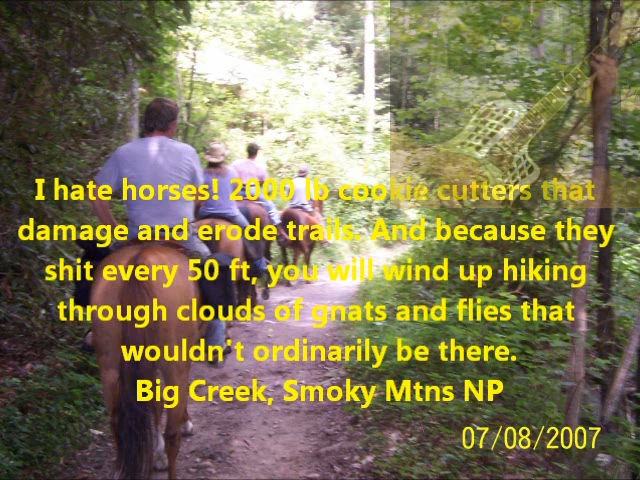 I hate horses! 2000 lb cookie cutters that
damage and erode trails. And because they
shit every 50 ft, you will wind up hiking
through clouds of gnats and flies that
wouldn't ordinarily be there.
Big Creek, Smoky Mtns NP
07/08/2007